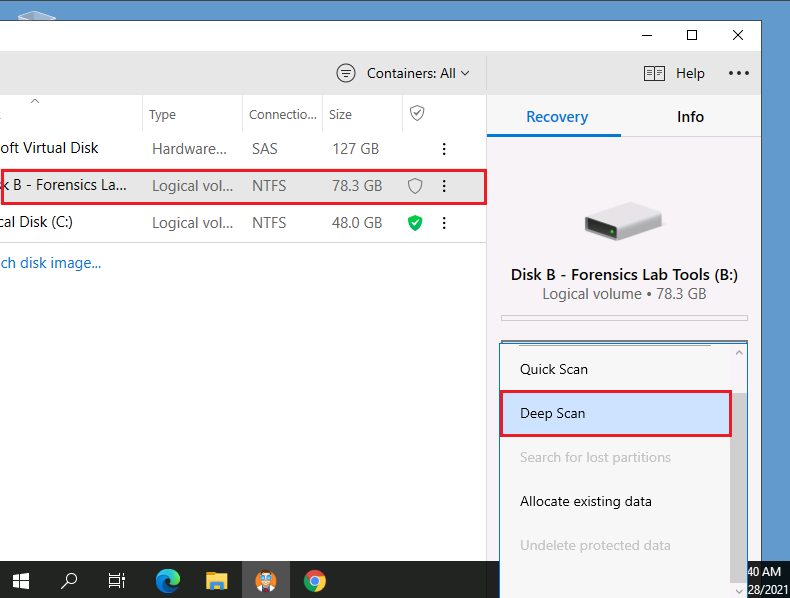 Containers: All
Help
Type
Connectio...
Size
Recovery
Info
oft Virtual Disk
Hardware...
SAS
127 GB
k B - Forensics La...
Logical vol...
NTFS
78.3 GB
cal Disk (C:)
Logical vol...
NTFS
48.0 GB
ch disk image...
Disk B - Forensics Lab Tools (B:)
Logical volume • 78.3 GB
Quick Scan
Deep Scan
Search for lost partitions
Allocate existing data
Undelete protected data
40 AM
28/2021